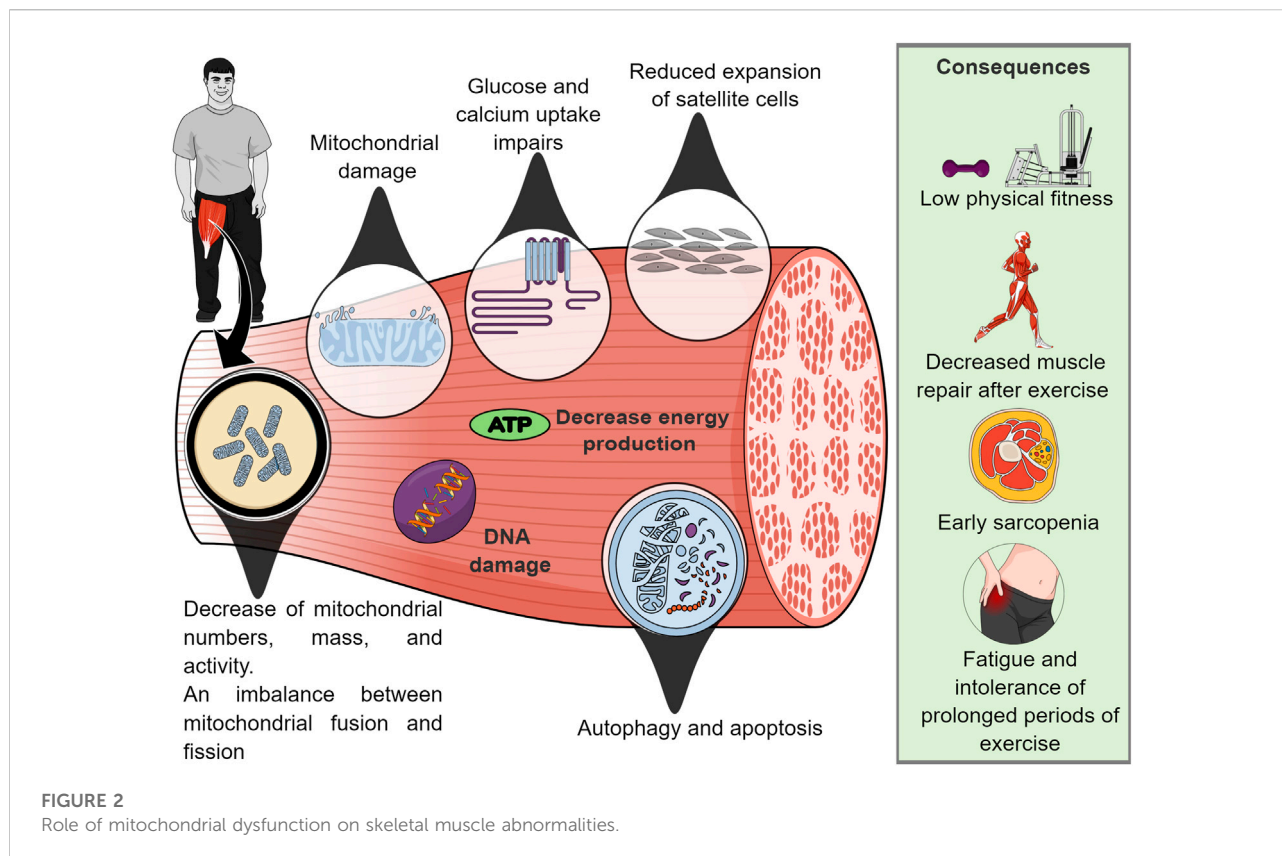 Mitochondrial
damage
Glucose and
calcium uptake
impairs
Reduced expansion
of satellite cells
ATP
Decrease energy
production
DNA
damage
Decrease of mitochondrial
numbers, mass, and
activity.
An imbalance between
mitochondrial fusion and
fission
Autophagy and apoptosis
Consequences
Low physical fitness
Decreased muscle
repair after exercise
Early sarcopenia
Fatigue and
intolerance of
prolonged periods of
exercise
FIGURE 2
Role of mitochondrial dysfunction on skeletal muscle abnormalities.